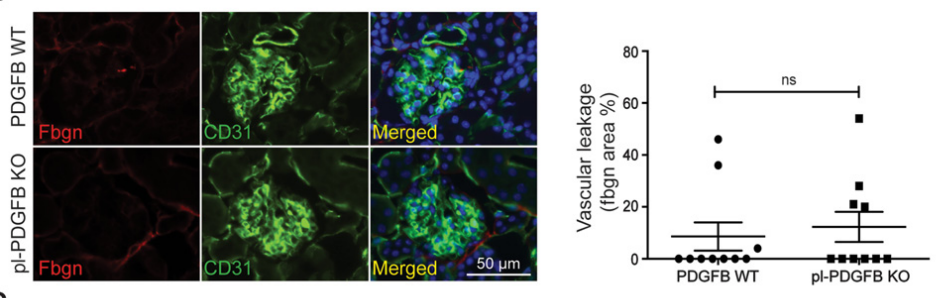 PDGFB WT
Fbgn
CD31
Merged
pl-PDGFB KO
Fbgn
CD31
Merged
50 µm
Vascular leakage
(fbgn area %)
80
60
40
20
0
ns
PDGFB WT
pl-PDGFB KO